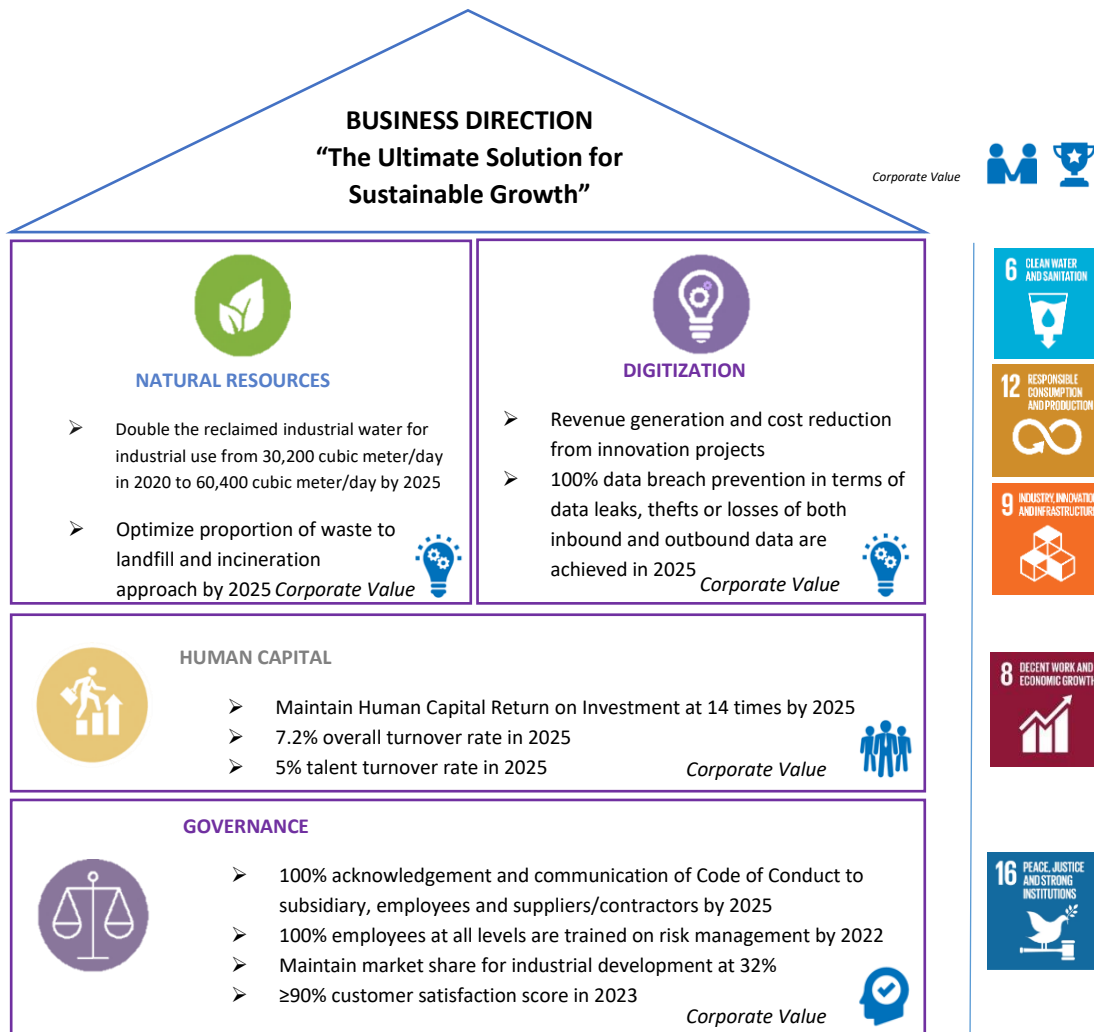 BUSINESS DIRECTION
“The Ultimate Solution for
Sustainable Growth”
Corporate Value
NATURAL RESOURCES
➢ Double the reclaimed industrial water for
industrial use from 30,200 cubic meter/day
in 2020 to 60,400 cubic meter/day by 2025
➢ Optimize proportion of waste to
landfill and incineration
approach by 2025 Corporate Value
DIGITIZATION
➢ Revenue generation and cost reduction
from innovation projects
➢ 100% data breach prevention in terms of
data leaks, thefts or losses of both
inbound and outbound data are
achieved in 2025
Corporate Value
HUMAN CAPITAL
➢ Maintain Human Capital Return on Investment at 14 times by 2025
➢ 7.2% overall turnover rate in 2025
➢ 5% talent turnover rate in 2025
Corporate Value
GOVERNANCE
➢ 100% acknowledgement and communication of Code of Conduct to
subsidiary, employees and suppliers/contractors by 2025
➢ 100% employees at all levels are trained on risk management by 2022
➢ Maintain market share for industrial development at 32%
➢ ≥90% customer satisfaction score in 2023
Corporate Value
6 CLEAN WATER
AND SANITATION
12 RESPONSIBLE
CONSUMPTION
AND PRODUCTION
9 INDUSTRY, INNOVATION
AND INFRASTRUCTURE
8 DECENT WORK AND
ECONOMIC GROWTH
16 PEACE, JUSTICE
AND STRONG
INSTITUTIONS